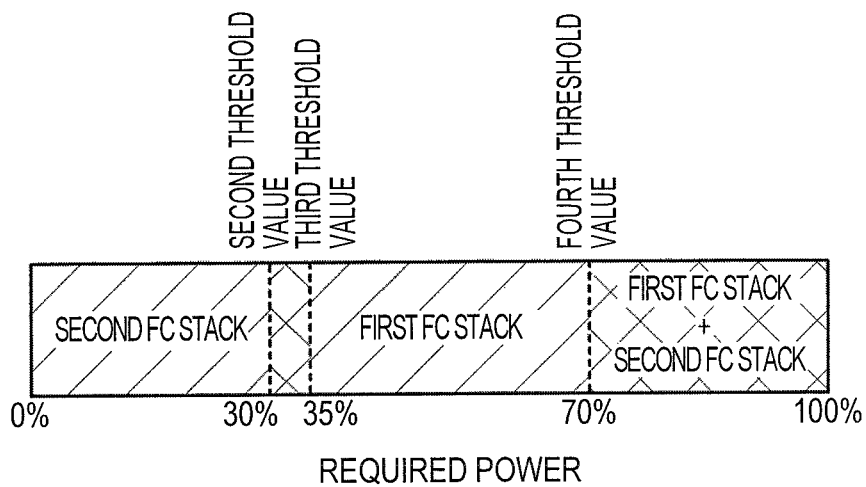 SECOND THRESHOLD
VALUE
THIRD THRESHOLD
VALUE
FOURTH THRESHOLD
VALUE
SECOND FC STACK
FIRST FC STACK
FIRST FC STACK
+
SECOND FC STACK
0%
30%
35%
70%
100%
REQUIRED POWER